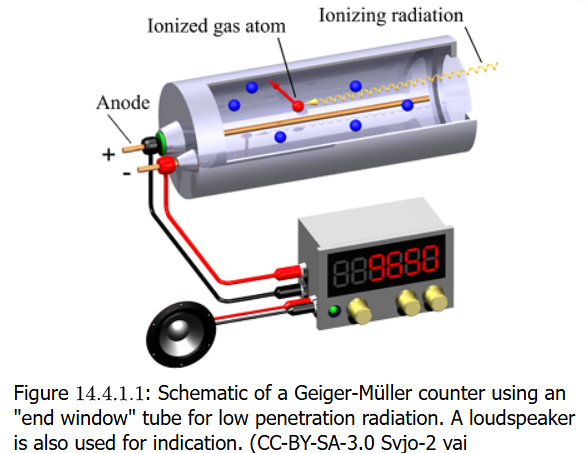 Ionizing radiation
Ionized gas atom
Anode
+
-
9690
Figure 14.4.1.1: Schematic of a Geiger-Müller counter using an
"end window" tube for low penetration radiation. A loudspeaker
is also used for indication. (CC-BY-SA-3.0 Svjo-2 vai